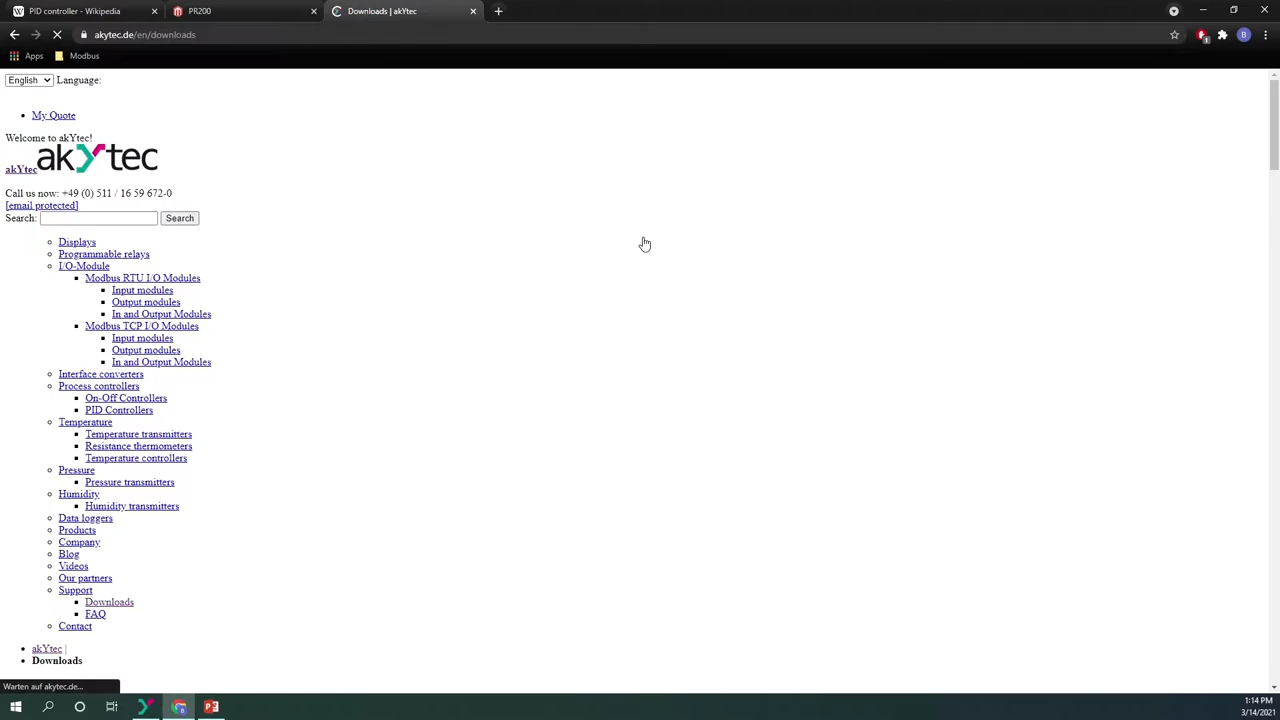 PID controller - Wikipedia
PR200
Downloads | akYtec
akytec.de/en/downloads
Apps
Modbus
English
Language:
My Quote
Welcome to akYtec!
akYtec
akYtec
Call us now: +49 (0) 511 / 16 59 672-0
[email protected]
Search:
Search
Displays
Programmable relays
I/O-Module
Modbus RTU I/O Modules
Input modules
Output modules
In and Output Modules
Modbus TCP I/O Modules
Input modules
Output modules
In and Output Modules
Interface converters
Process controllers
On-Off Controllers
PID Controllers
Temperature
Temperature transmitters
Resistance thermometers
Temperature controllers
Pressure
Pressure transmitters
Humidity
Humidity transmitters
Data loggers
Products
Company
Blog
Videos
Our partners
Support
Downloads
FAQ
Contact
akYtec |
Downloads
Warten auf akytec.de...
1:14 PM
3/14/2021